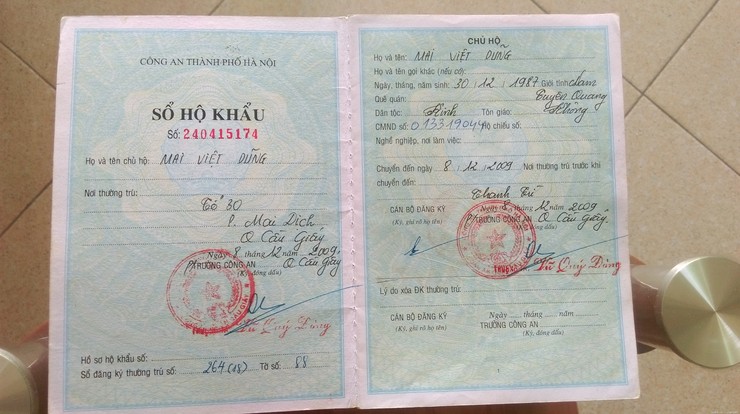 CÔNG AN THÀNH PHỐ HÀ NỘI
SỔ HỘ KHẨU
Số: 240415174
Họ và tên chủ hộ: MAI VIỆT DŨNG
Nơi thường trú:
Tổ 30
P. Mai Dịch
Q Cầu Giấy
Ngày 8 tháng 12 năm 2009
P/TRƯỞNG CÔNG AN Q Cầu Giấy
(Ký, đóng dấu)
Vũ Quý Dũng
Hồ sơ hộ khẩu số:
Sổ đăng ký thường trú số: 264 (18) Tờ số: 88
CHỦ HỘ
Họ và tên: MAI VIỆT DŨNG
Họ và tên gọi khác (nếu có):
Ngày, tháng, năm sinh: 30 / 12 / 1987 Giới tính: Nam
Quê quán: Tuyên Quang
Dân tộc: Kinh Tôn giáo: Không
CMND số: 013319044 Hộ chiếu số:
Nghề nghiệp, nơi làm việc:
Chuyển đến ngày 8 / 12 / 2009 Nơi thường trú trước khi
chuyển đến: Thanh Trì
Ngày 8 tháng 12 năm 2009
CÁN BỘ ĐĂNG KÝ P/TRƯỞNG CÔNG AN Q Cầu Giấy
(Ký, ghi rõ họ tên)
Vũ Quý Dũng
Lý do xóa ĐK thường trú:
Ngày tháng năm
CÁN BỘ ĐĂNG KÝ TRƯỞNG CÔNG AN
(Ký, ghi rõ họ tên) (Ký, đóng dấu)